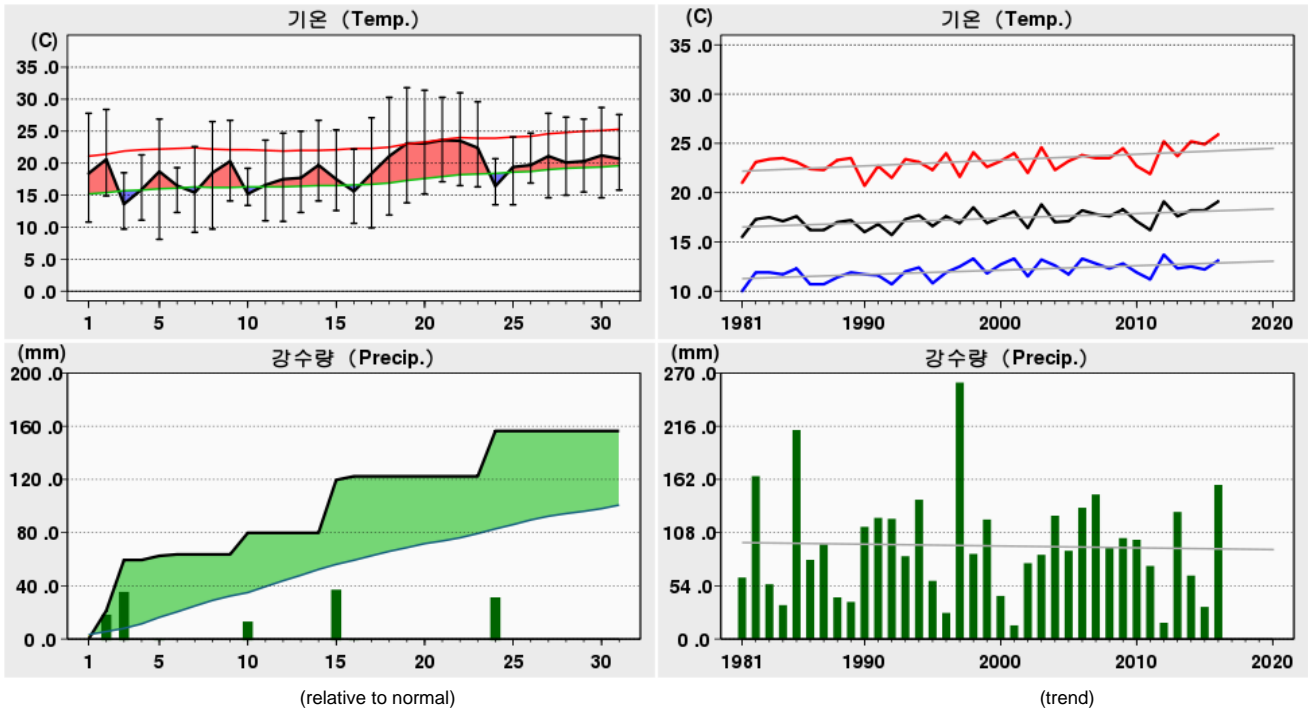 기온 (Temp.)
(C)
35 .0
30 .0
25 .0
20 .0
15 .0
10 .0
5 .0
0 .0
1 5 10 15 20 25 30
기온 (Temp.)
(C)
35 .0
30 .0
25 .0
20 .0
15 .0
10 .0
1981 1990 2000 2010 2020
강수량 (Precip.)
(mm)
200 .0
160 .0
120 .0
80 .0
40 .0
0 .0
1 5 10 15 20 25 30
(relative to normal)
강수량 (Precip.)
(mm)
270 .0
216 .0
162 .0
108 .0
54 .0
0 .0
1981 1990 2000 2010 2020
(trend)